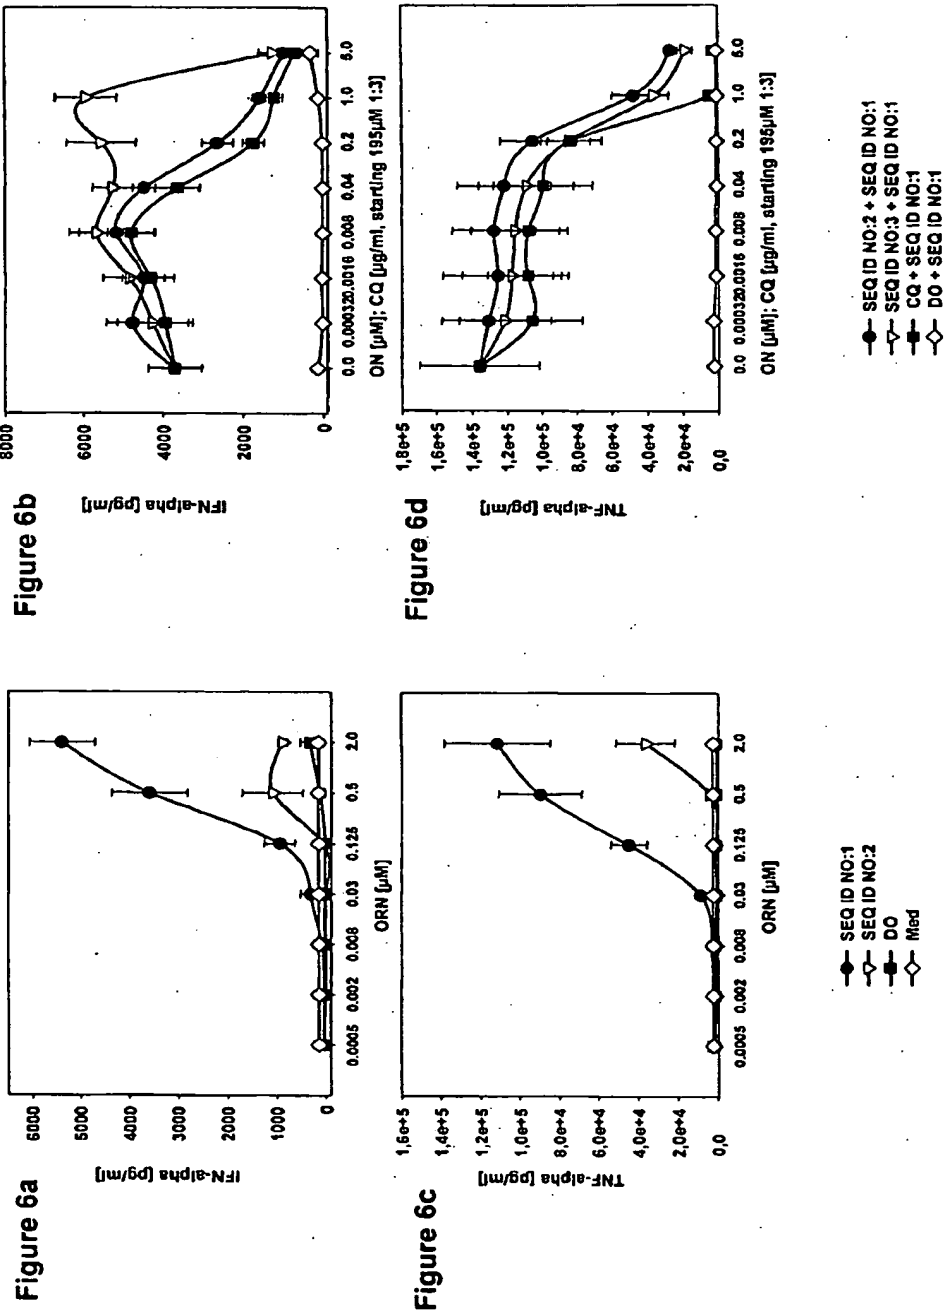 Figure 6a
IFN-alpha [pg/ml]
6000
5000
4000
3000
2000
1000
0
0.0005 0.002 0.008 0.03 0.125 0.5 2.0
ORN [µM]
Figure 6b
IFN-alpha [pg/ml]
8000
6000
4000
2000
0
0.0 0.00032 0.0016 0.008 0.04 0.2 1.0 5.0
ON [µM]; CQ [µg/ml, starting 195µM 1:3]
Figure 6c
TNF-alpha [pg/ml]
1,6e+5
1,4e+5
1,2e+5
1,0e+5
8,0e+4
6,0e+4
4,0e+4
2,0e+4
0,0
0.0005 0.002 0.008 0.03 0.125 0.5 2.0
ORN [µM]
SEQ ID NO:1
SEQ ID NO:2
DO
Med
Figure 6d
TNF-alpha [pg/ml]
1,8e+5
1,6e+5
1,4e+5
1,2e+5
1,0e+5
8,0e+4
6,0e+4
4,0e+4
2,0e+4
0,0
0.0 0.00032 0.0016 0.008 0.04 0.2 1.0 5.0
ON [µM]; CQ [µg/ml, starting 195µM 1:3]
SEQ ID NO:2 + SEQ ID NO:1
SEQ ID NO:3 + SEQ ID NO:1
CQ + SEQ ID NO:1
DO + SEQ ID NO:1